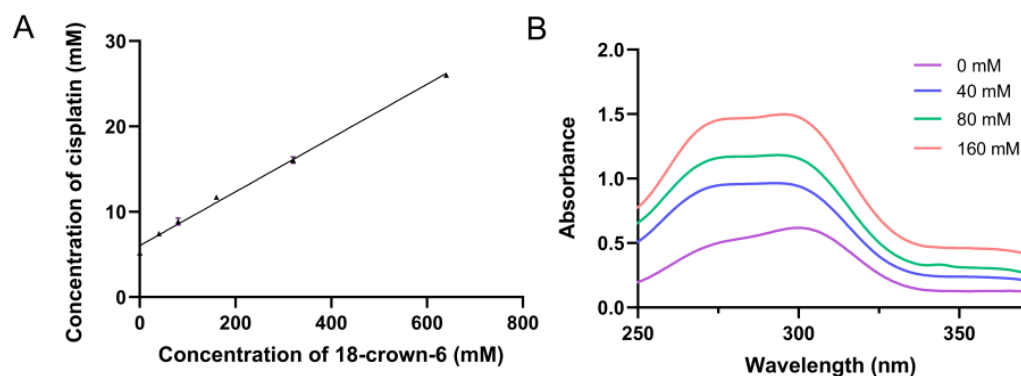 A
Concentration of cisplatin (mM)
30
20
10
0
0
200
400
600
800
Concentration of 18-crown-6 (mM)
B
Absorbance
2.0
1.5
1.0
0.5
0.0
250
300
350
Wavelength (nm)
0 mM
40 mM
80 mM
160 mM